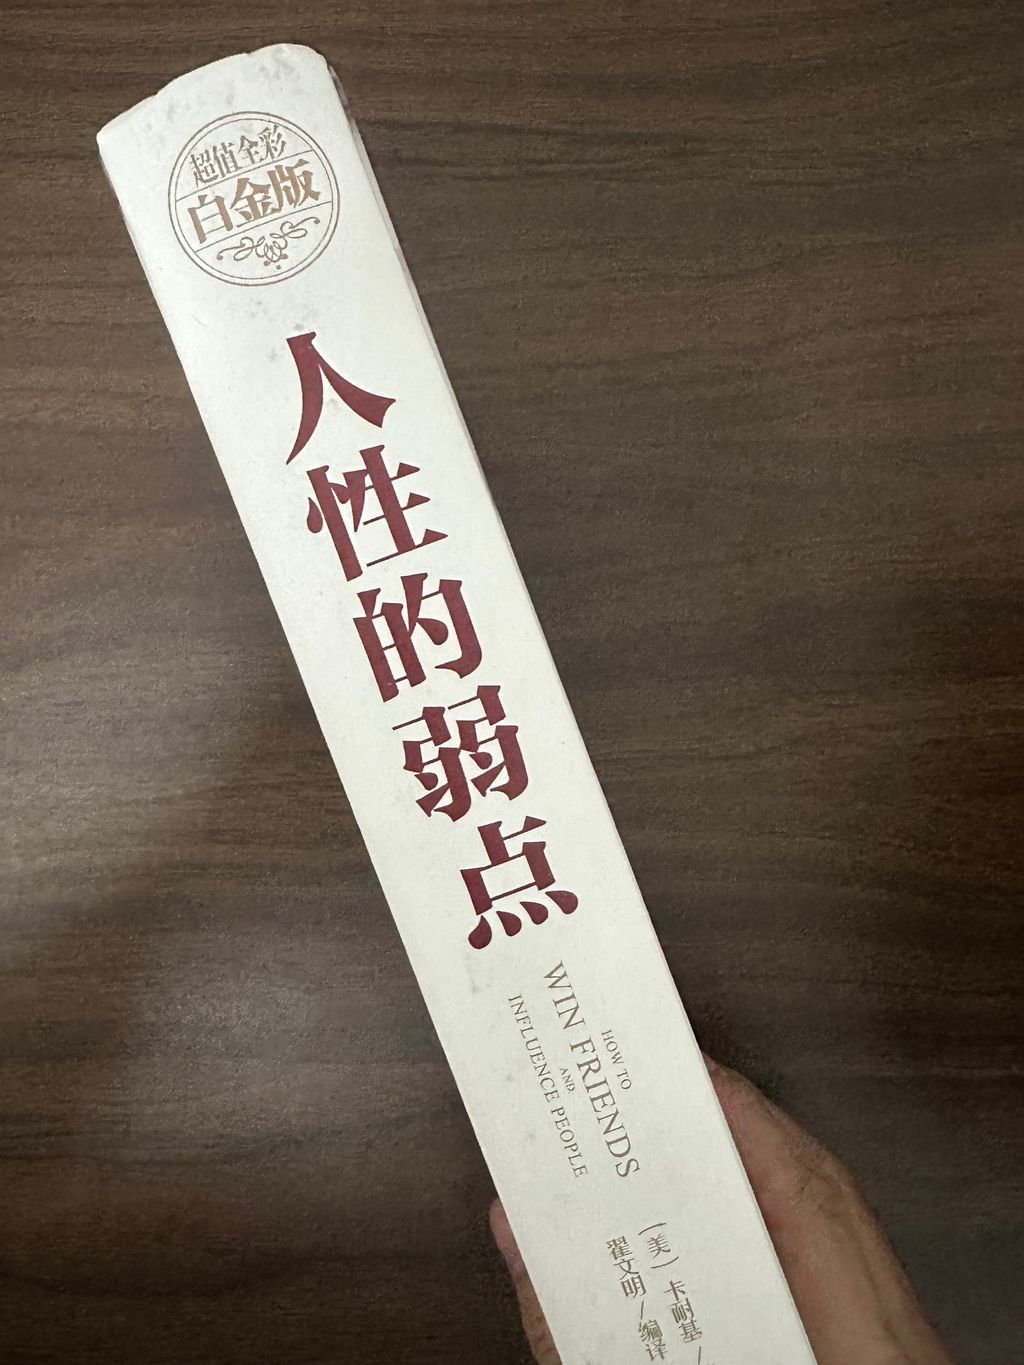 超值全彩
白金版
人性的弱点
HOW TO
WIN FRIENDS
AND
INFLUENCE PEOPLE
（美）卡耐基/
翟文明/编译